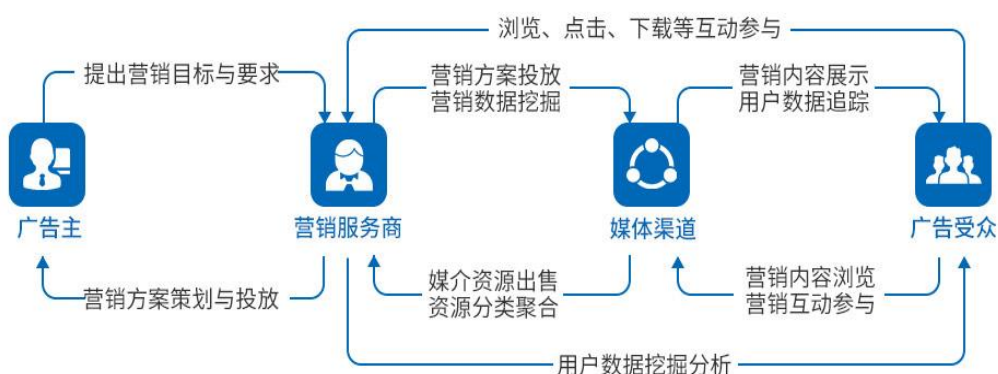 浏览、点击、下载等互动参与
提出营销目标与要求
营销方案投放
营销数据挖掘
营销内容展示
用户数据追踪
广告主
营销服务商
媒体渠道
广告受众
营销方案策划与投放
媒介资源出售
资源分类聚合
营销内容浏览
营销互动参与
用户数据挖掘分析